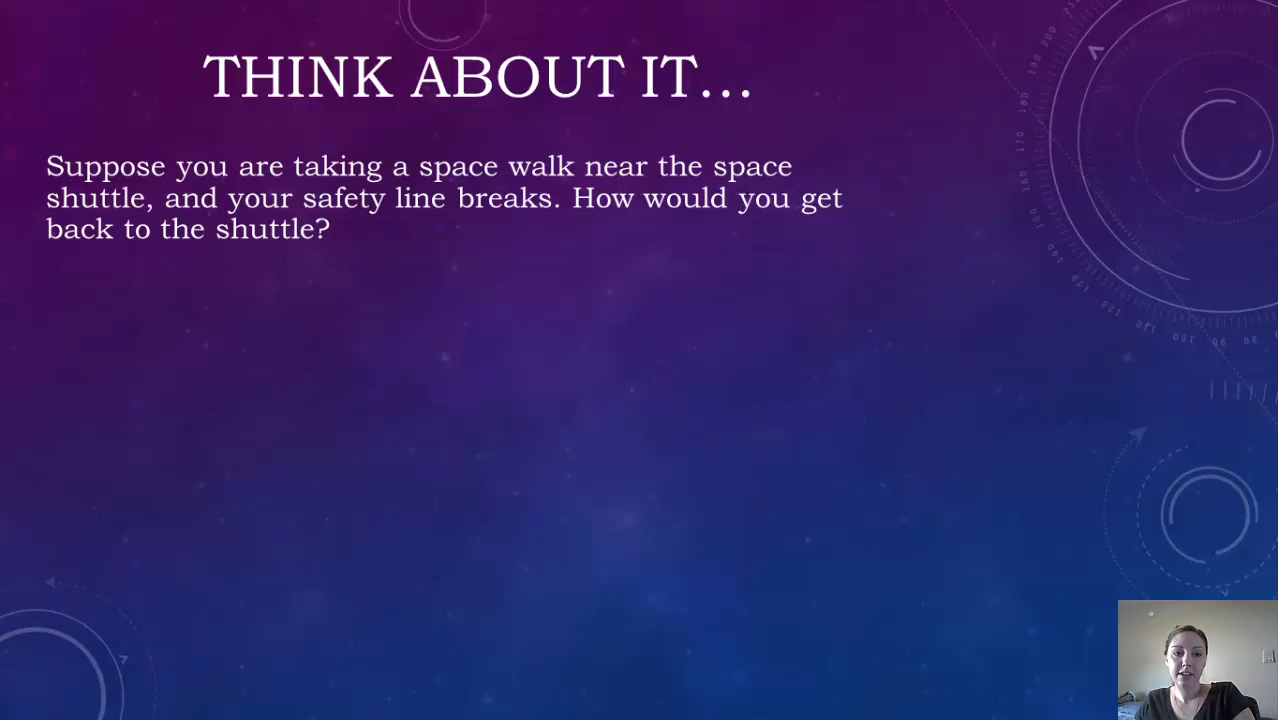 THINK ABOUT IT…
Suppose you are taking a space walk near the space
shuttle, and your safety line breaks. How would you get
back to the shuttle?